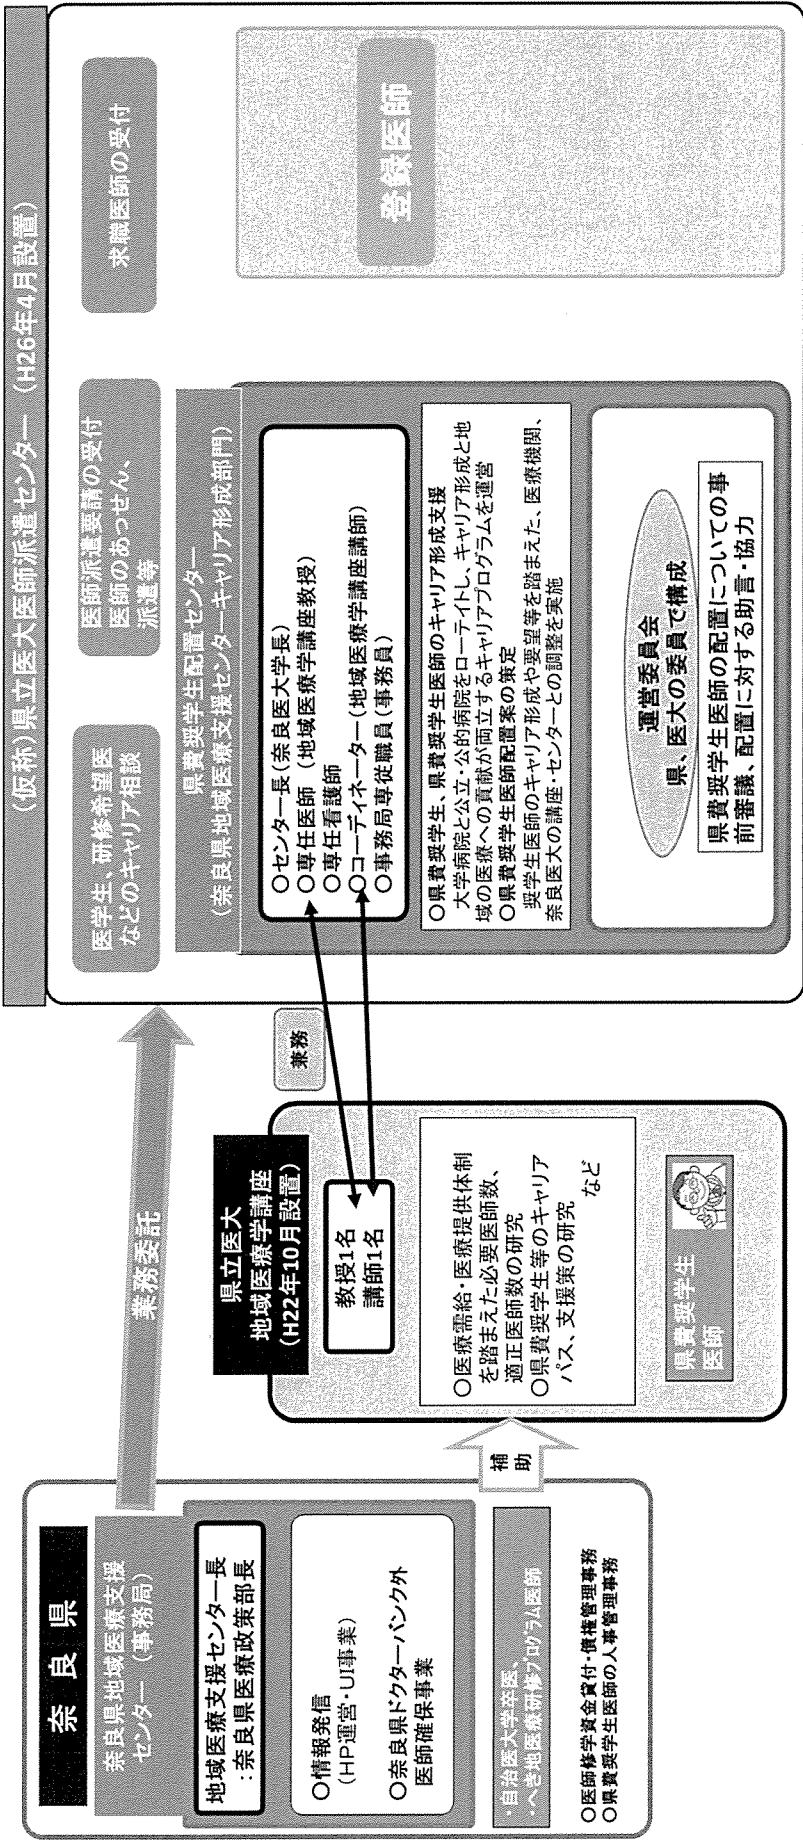 奈良県
奈良県地域医療支援
センター (事務局)
地域医療支援センター長
:奈良県医療政策部長
○情報発信
(HP運営・UI事業)
○奈良県ドクターバンク外
医師確保事業
・自治医大学卒医、
・へき地医療研修プログラム医師
○医師修学資金貸付・債権管理事務
○県費奨学生医師の人事管理事務
業務委託
補助
県立医大
地域医療学講座
(H22年10月設置)
教授1名
講師1名
○医療需給・医療提供体制
を踏まえた必要医師数、
適正医師数の研究
○県費奨学生等のキャリア
パス、支援策の研究
など
県費奨学生
医師
兼務
(仮称)県立医大医師派遣センター (H26年4月設置)
医学生、研修希望医
などのキャリア相談
医師派遣要請の受付
医師のあっせん、
派遣等
求職医師の受付
県費奨学生配置センター
(奈良県地域医療支援センターキャリア形成部門)
○センター長(奈良医大学長)
○専任医師 (地域医療学講座教授)
○専任看護師
○コーディネーター(地域医療学講座講師)
○事務局専従職員(事務員)
○県費奨学生、県費奨学生医師のキャリア形成支援
大学病院と公立・公的病院をローテイトし、キャリア形成と地
域の医療への貢献が両立するキャリアプログラムを運営
○県費奨学生医師配置案の策定
奨学生医師のキャリア形成や要望等を踏まえた、医療機関、
奈良医大の講座・センターとの調整を実施
運営委員会
県、医大の委員で構成
県費奨学生医師の配置についての事
前審議、配置に対する助言・協力
登録医師